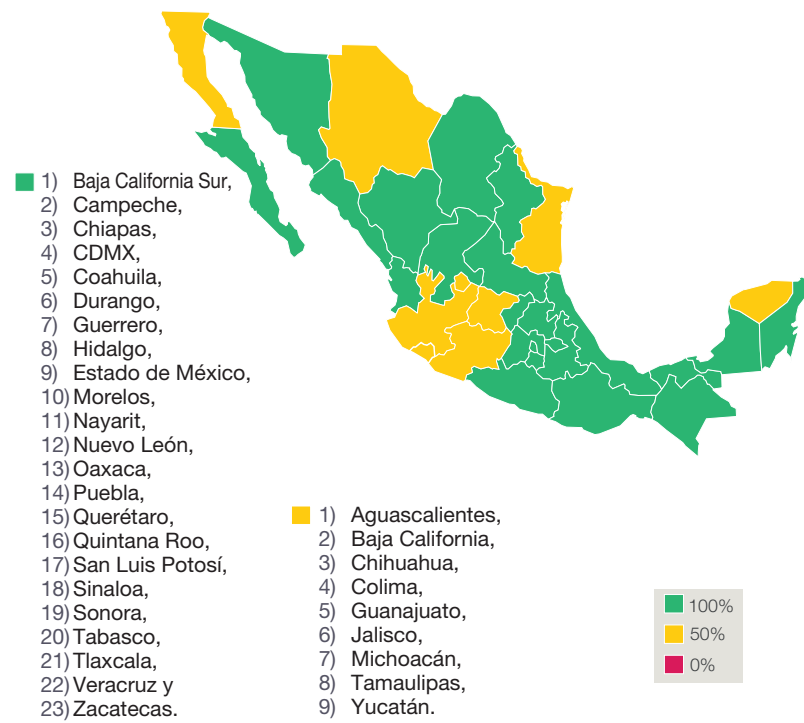 1) Baja California Sur,
2) Campeche,
3) Chiapas,
4) CDMX,
5) Coahuila,
6) Durango,
7) Guerrero,
8) Hidalgo,
9) Estado de México,
10) Morelos,
11) Nayarit,
12) Nuevo León,
13) Oaxaca,
14) Puebla,
15) Querétaro,
16) Quintana Roo,
17) San Luis Potosí,
18) Sinaloa,
19) Sonora,
20) Tabasco,
21) Tlaxcala,
22) Veracruz y
23) Zacatecas.
1) Aguascalientes,
2) Baja California,
3) Chihuahua,
4) Colima,
5) Guanajuato,
6) Jalisco,
7) Michoacán,
8) Tamaulipas,
9) Yucatán.
100%
50%
0%